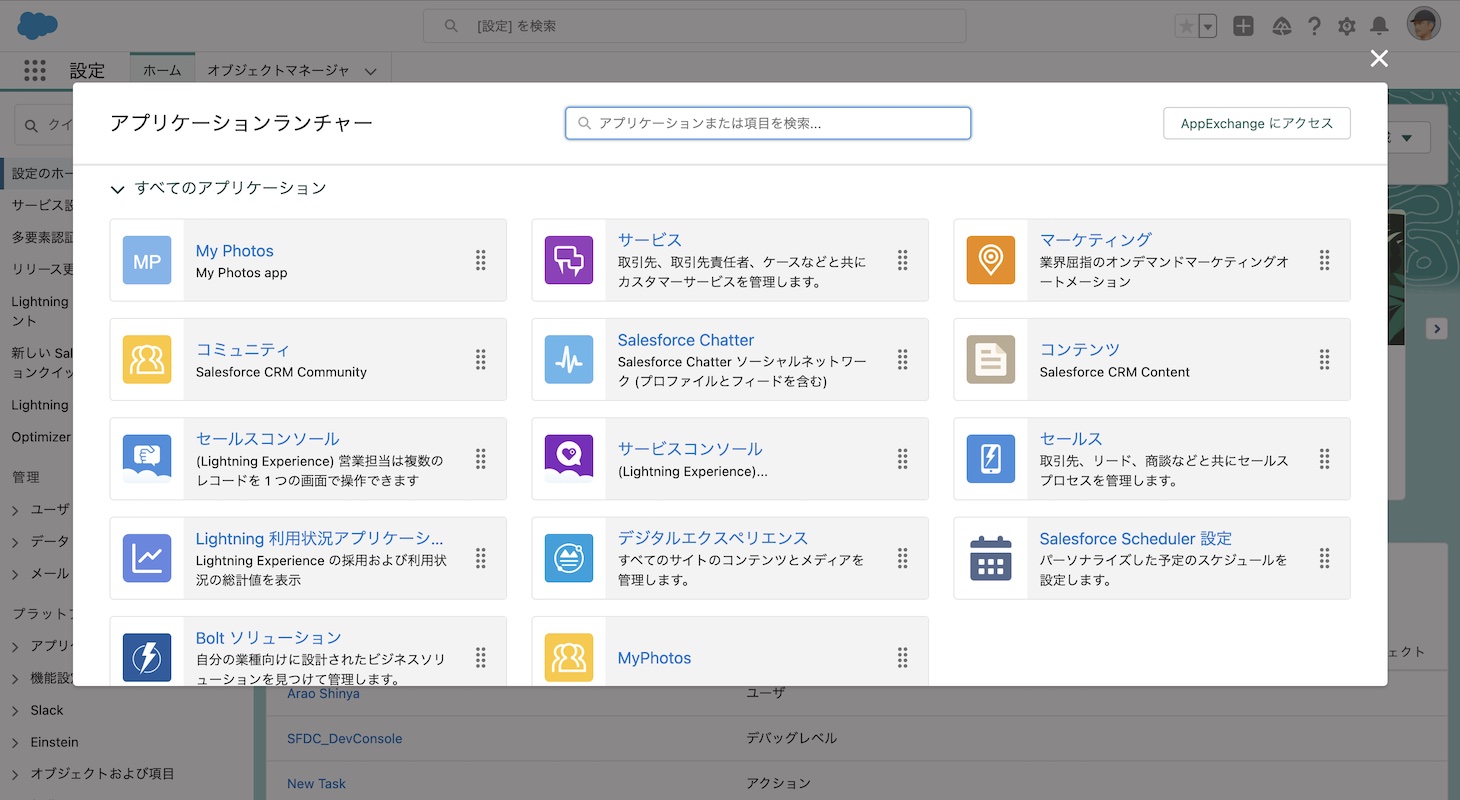 [設定] を検索
設定
ホーム
オブジェクトマネージャ
クイ
設定のホー
サービス設
多要素認証
リリース更
Lightning
ント
新しい Sal
ョンクイッ
Lightning
Optimizer
管理
ユーザ
データ
メール
プラットフ
アプリ
機能設定
Slack
Einstein
オブジェクトおよび項目
アプリケーションランチャー
アプリケーションまたは項目を検索...
AppExchange にアクセス
すべてのアプリケーション
MP
My Photos
My Photos app
サービス
取引先、取引先責任者、ケースなどと共に
カスタマーサービスを管理します。
マーケティング
業界屈指のオンデマンドマーケティングオ
ートメーション
コミュニティ
Salesforce CRM Community
Salesforce Chatter
Salesforce Chatter ソーシャルネットワー
ク (プロファイルとフィードを含む)
コンテンツ
Salesforce CRM Content
セールスコンソール
(Lightning Experience) 営業担当は複数の
レコードを 1 つの画面で操作できます
サービスコンソール
(Lightning Experience)...
セールス
取引先、リード、商談などと共にセールス
プロセスを管理します。
Lightning 利用状況アプリケーシ...
Lightning Experience の採用および利用状
況の総計値を表示
デジタルエクスペリエンス
すべてのサイトのコンテンツとメディアを
管理します。
Salesforce Scheduler 設定
パーソナライズした予定のスケジュールを
設定します。
Bolt ソリューション
自分の業種向けに設計されたビジネスソリ
ューションを見つけて管理します。
MyPhotos
ェクト
Arao Shinya
ユーザ
SFDC_DevConsole
デバッグレベル
New Task
アクション